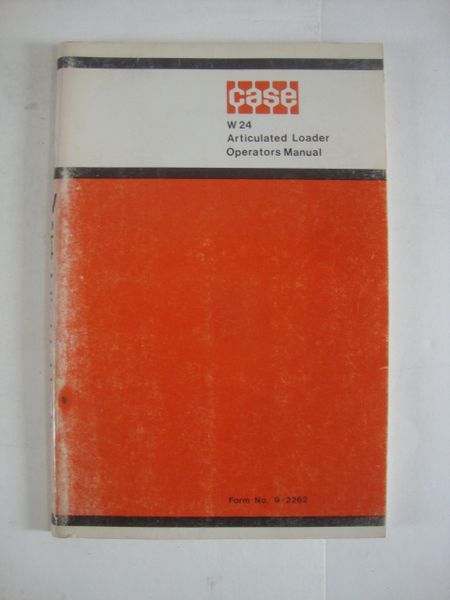 case
W 24
Articulated Loader
Operators Manual
Form No. 9-2262